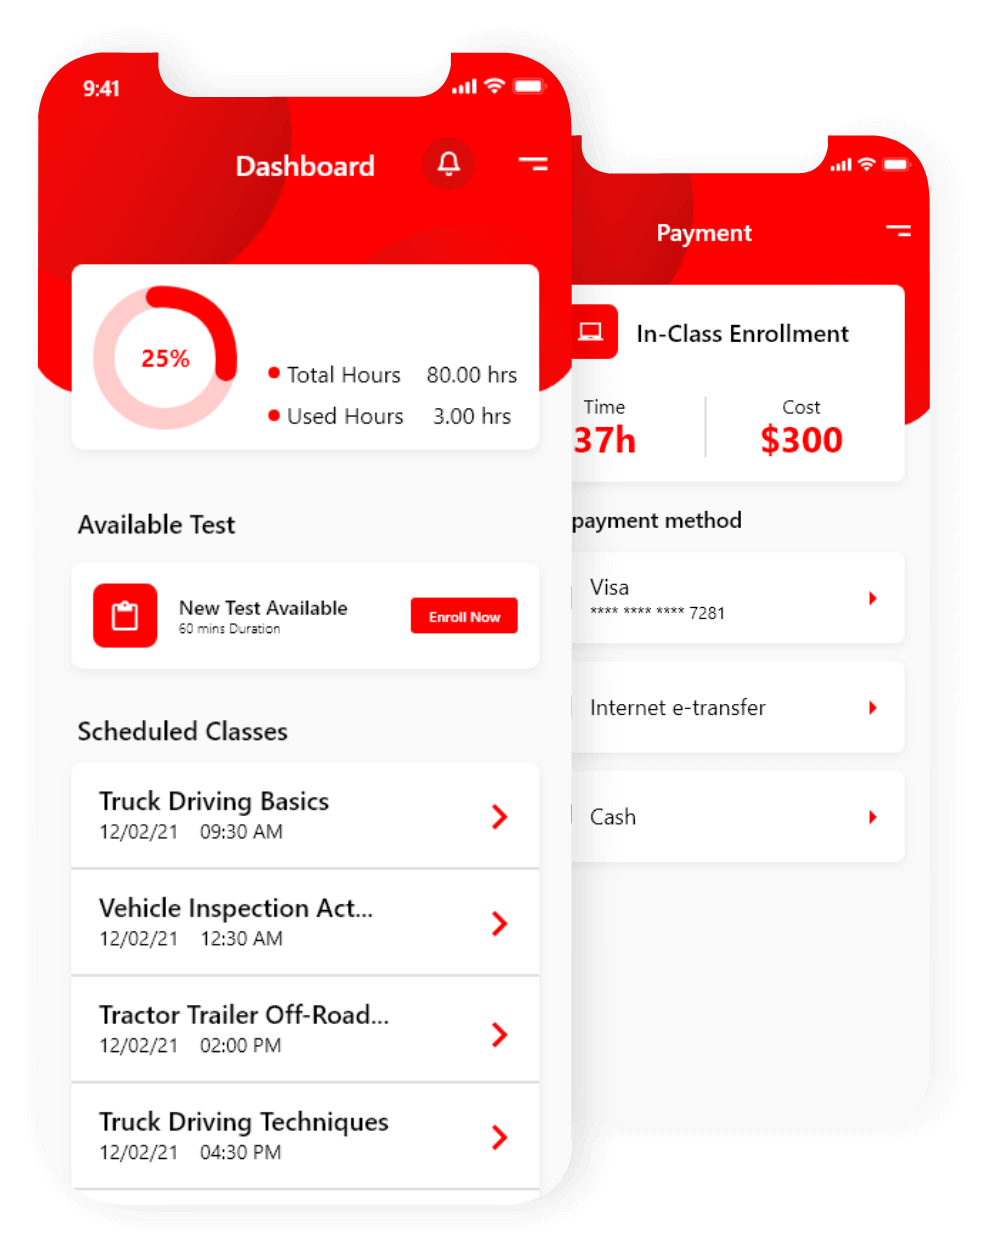 9:41
Dashboard
25%
Total Hours 80.00 hrs
Used Hours 3.00 hrs
Available Test
New Test Available
60 mins Duration
Enroll Now
Scheduled Classes
Truck Driving Basics
12/02/21 09:30 AM
Vehicle Inspection Act...
12/02/21 12:30 AM
Tractor Trailer Off-Road...
12/02/21 02:00 PM
Truck Driving Techniques
12/02/21 04:30 PM
Payment
In-Class Enrollment
Time Cost
37h $300
payment method
Visa
**** **** **** 7281
Internet e-transfer
Cash